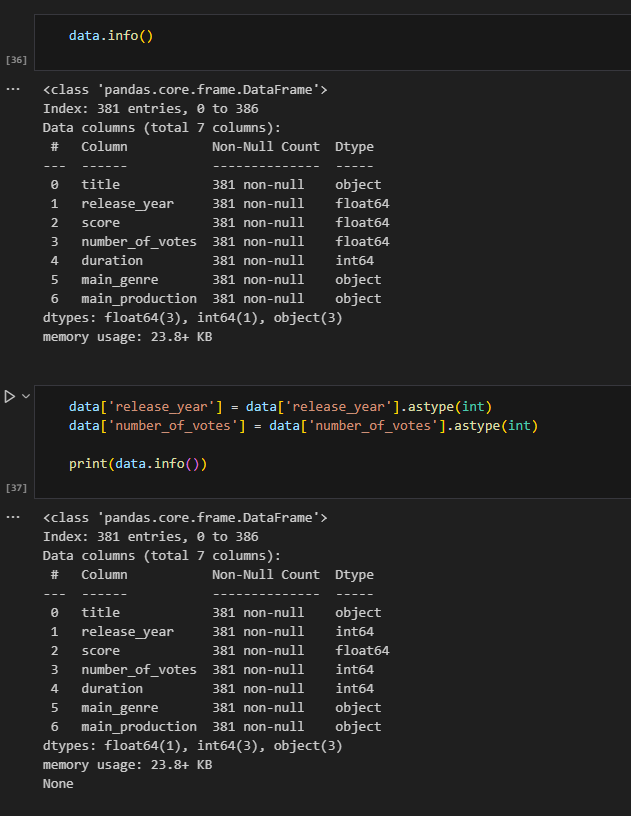 data.info()
[36]
... <class 'pandas.core.frame.DataFrame'>
Index: 381 entries, 0 to 386
Data columns (total 7 columns):
 #   Column            Non-Null Count  Dtype
---  ------            --------------  -----
 0   title             381 non-null    object
 1   release_year      381 non-null    float64
 2   score             381 non-null    float64
 3   number_of_votes   381 non-null    float64
 4   duration          381 non-null    int64
 5   main_genre        381 non-null    object
 6   main_production   381 non-null    object
dtypes: float64(3), int64(1), object(3)
memory usage: 23.8+ KB
data['release_year'] = data['release_year'].astype(int)
data['number_of_votes'] = data['number_of_votes'].astype(int)
print(data.info())
[37]
... <class 'pandas.core.frame.DataFrame'>
Index: 381 entries, 0 to 386
Data columns (total 7 columns):
 #   Column            Non-Null Count  Dtype
---  ------            --------------  -----
 0   title             381 non-null    object
 1   release_year      381 non-null    int64
 2   score             381 non-null    float64
 3   number_of_votes   381 non-null    int64
 4   duration          381 non-null    int64
 5   main_genre        381 non-null    object
 6   main_production   381 non-null    object
dtypes: float64(1), int64(3), object(3)
memory usage: 23.8+ KB
None